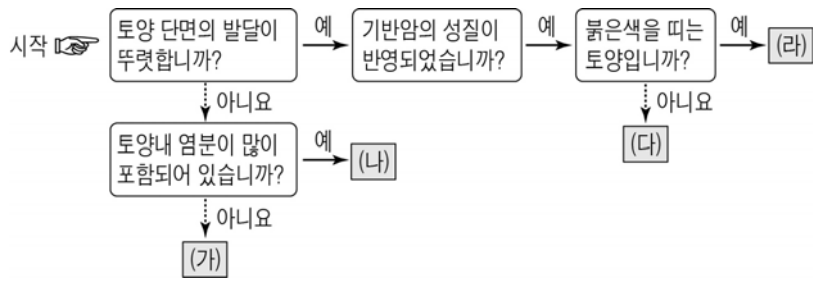 시작
토양 단면의 발달이
뚜렷합니까?
예
기반암의 성질이
반영되었습니까?
예
붉은색을 띠는
토양입니까?
예
(라)
아니요
아니요
토양내 염분이 많이
포함되어 있습니까?
예
(나)
(다)
아니요
(가)